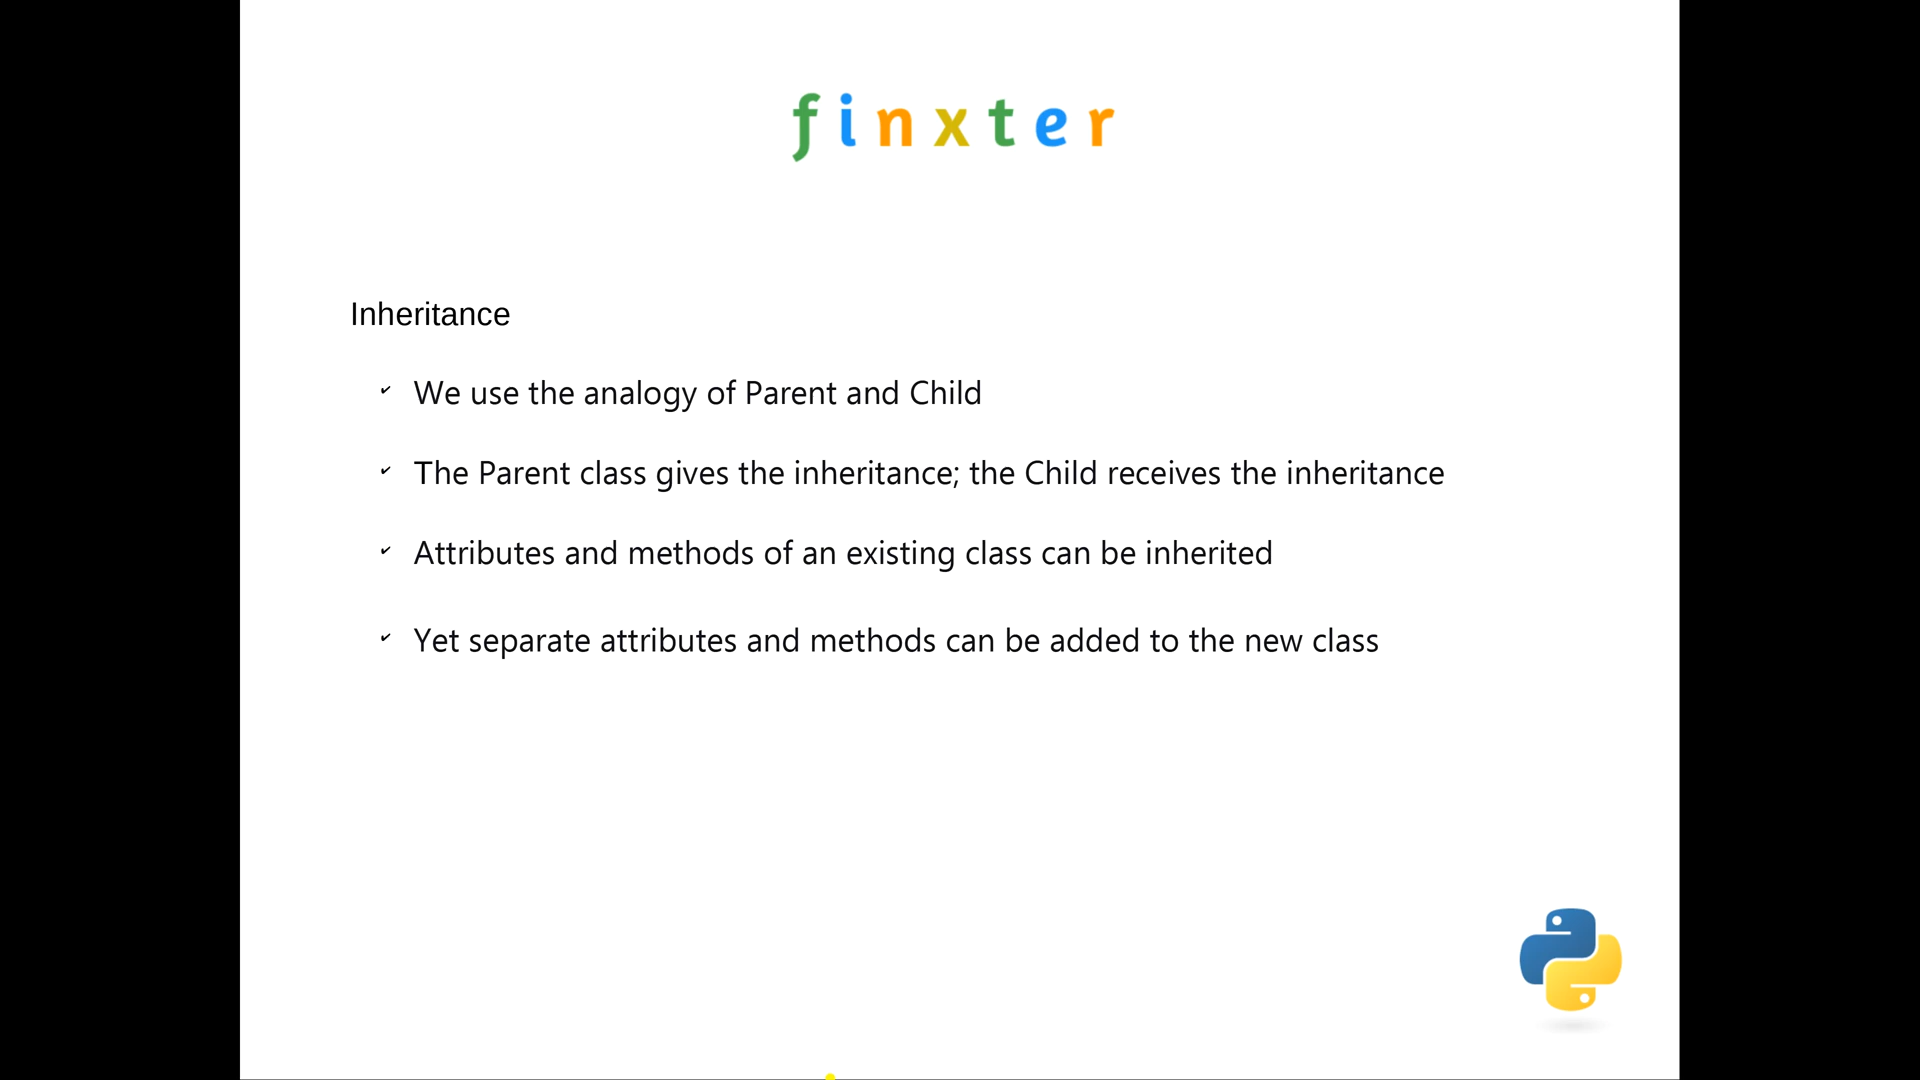 finxter
Inheritance
✔ We use the analogy of Parent and Child
✔ The Parent class gives the inheritance; the Child receives the inheritance
✔ Attributes and methods of an existing class can be inherited
✔ Yet separate attributes and methods can be added to the new class